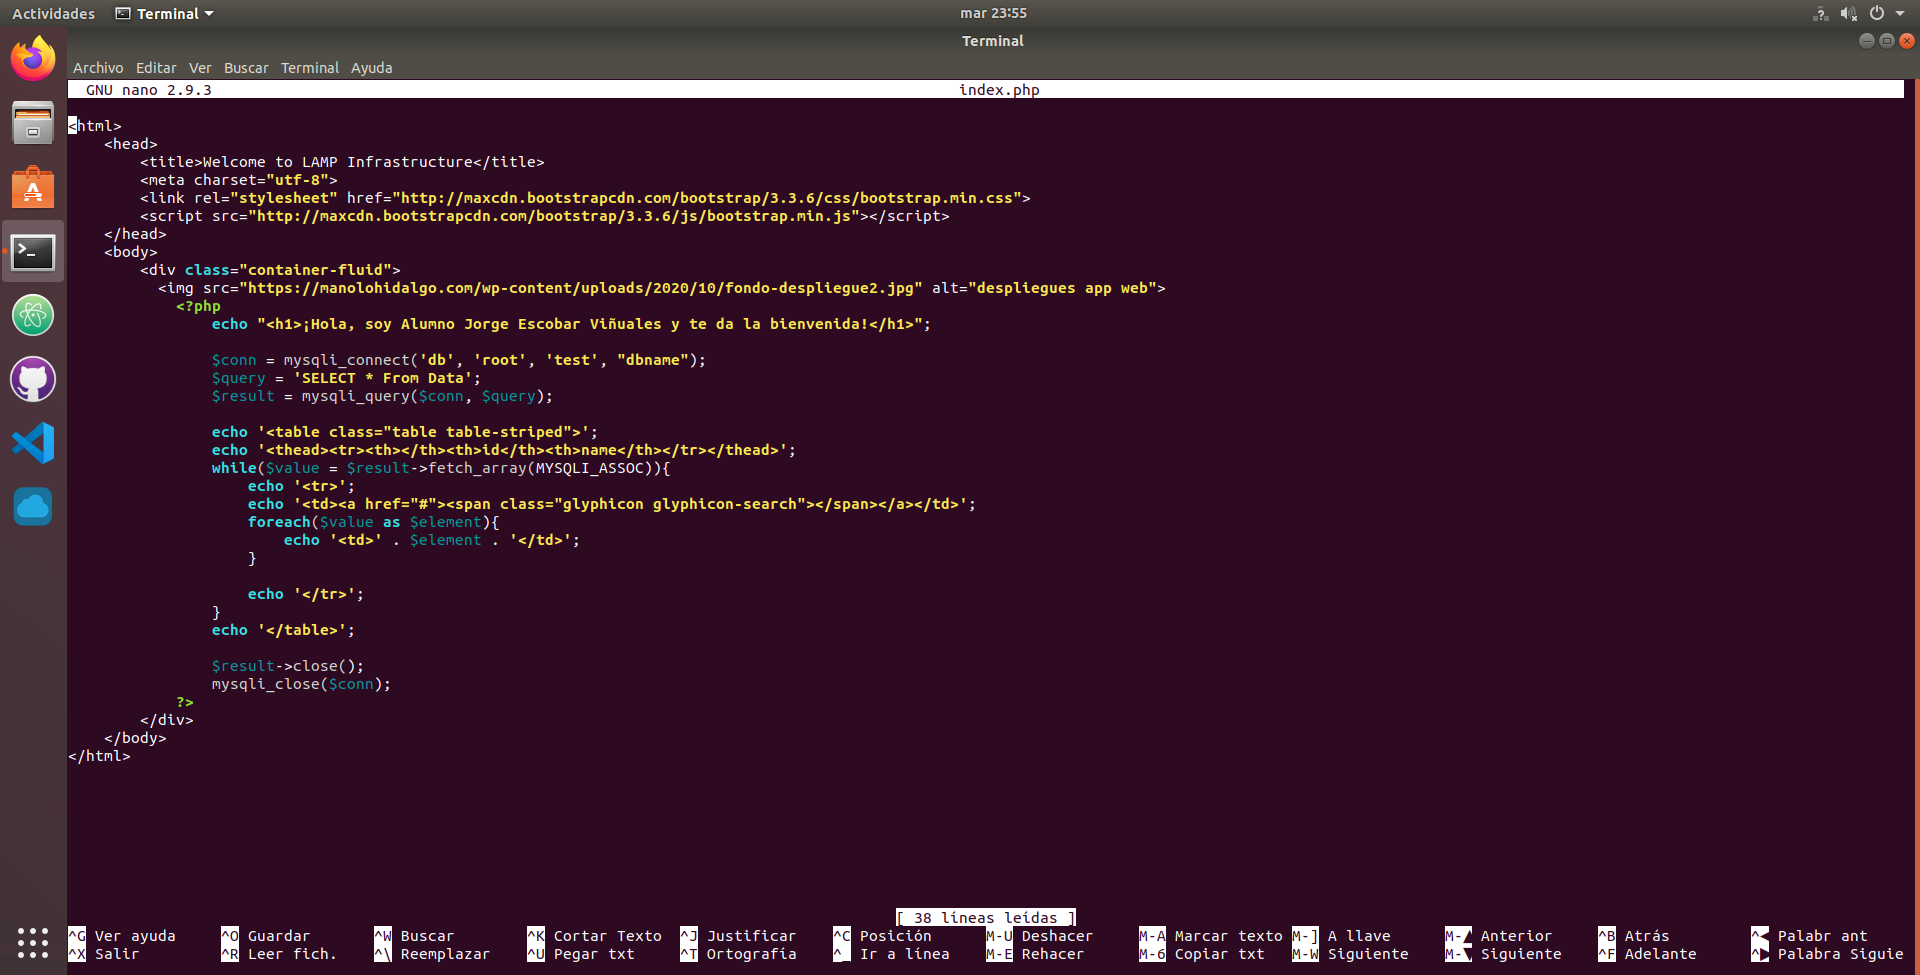 Actividades Terminal mar 23:55
Terminal
Archivo Editar Ver Buscar Terminal Ayuda
GNU nano 2.9.3 index.php
<html>
    <head>
        <title>Welcome to LAMP Infrastructure</title>
        <meta charset="utf-8">
        <link rel="stylesheet" href="http://maxcdn.bootstrapcdn.com/bootstrap/3.3.6/css/bootstrap.min.css">
        <script src="http://maxcdn.bootstrapcdn.com/bootstrap/3.3.6/js/bootstrap.min.js"></script>
    </head>
    <body>
        <div class="container-fluid">
          <img src="https://manolohidalgo.com/wp-content/uploads/2020/10/fondo-despliegue2.jpg" alt="despliegues app web">
            <?php
                echo "<h1>¡Hola, soy Alumno Jorge Escobar Viñuales y te da la bienvenida!</h1>";
                $conn = mysqli_connect('db', 'root', 'test', "dbname");
                $query = 'SELECT * From Data';
                $result = mysqli_query($conn, $query);
                echo '<table class="table table-striped">';
                echo '<thead><tr><th></th><th>id</th><th>name</th></tr></thead>';
                while($value = $result->fetch_array(MYSQLI_ASSOC)){
                    echo '<tr>';
                    echo '<td><a href="#"><span class="glyphicon glyphicon-search"></span></a></td>';
                    foreach($value as $element){
                        echo '<td>' . $element . '</td>';
                    }
                    echo '</tr>';
                }
                echo '</table>';
                $result->close();
                mysqli_close($conn);
            ?>
        </div>
    </body>
</html>
[ 38 líneas leídas ]
^G Ver ayuda ^O Guardar ^W Buscar ^K Cortar Texto ^J Justificar ^C Posición M-U Deshacer M-A Marcar texto M-] A llave M-▲ Anterior ^B Atrás ^◀ Palabr ant
^X Salir ^R Leer fich. ^\ Reemplazar ^U Pegar txt ^T Ortografía ^_ Ir a línea M-E Rehacer M-6 Copiar txt M-W Siguiente M-▼ Siguiente ^F Adelante ^▶ Palabra Siguie